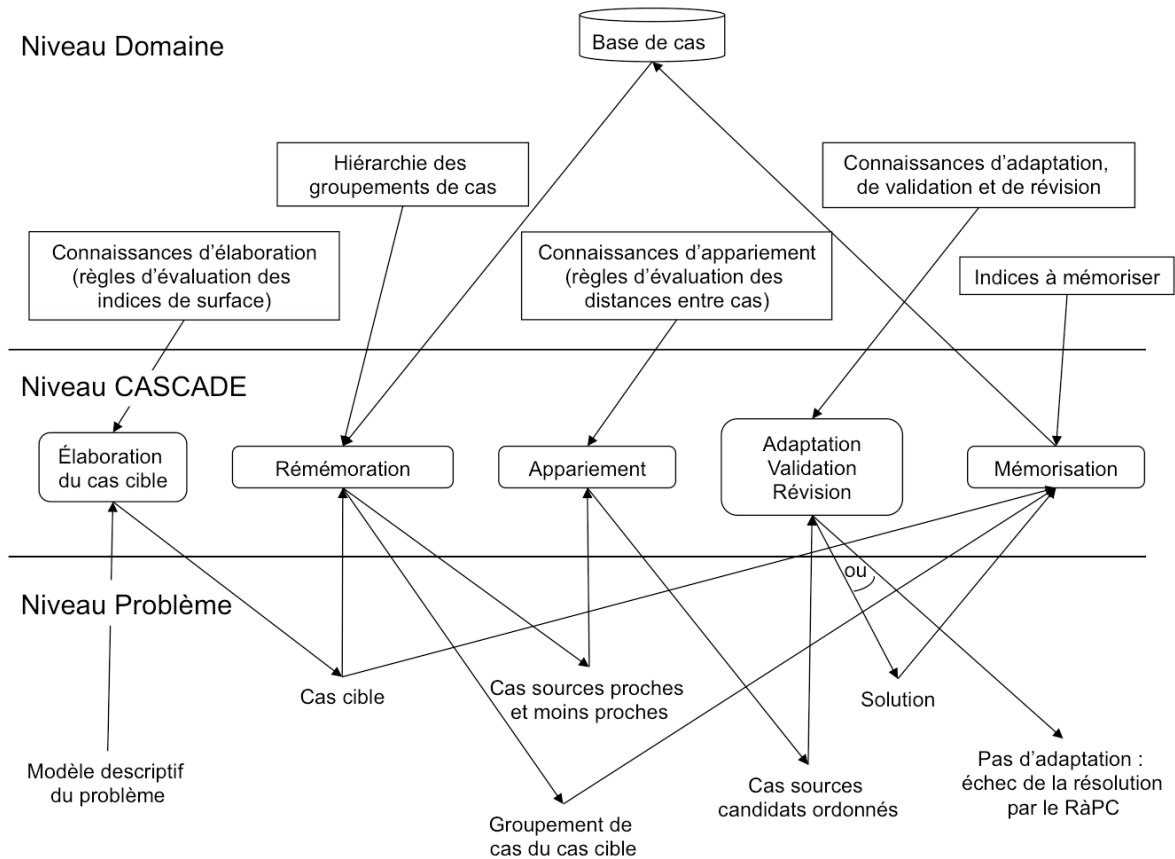 Niveau Domaine
Base de cas
Hiérarchie des
groupements de cas
Connaissances d'adaptation,
de validation et de révision
Connaissances d'élaboration
(règles d'évaluation des
indices de surface)
Connaissances d'appariement
(règles d'évaluation des
distances entre cas)
Indices à mémoriser
Niveau CASCADE
Élaboration
du cas cible
Rémémoration
Appariement
Adaptation
Validation
Révision
Mémorisation
Niveau Problème
ou
Cas cible
Cas sources proches
et moins proches
Solution
Modèle descriptif
du problème
Groupement de
cas du cas cible
Cas sources
candidats ordonnés
Pas d'adaptation :
échec de la résolution
par le RàPC